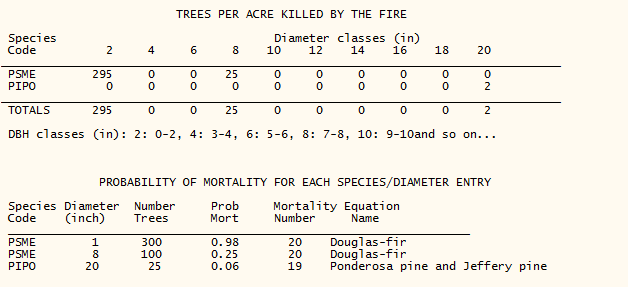 TREES PER ACRE KILLED BY THE FIRE
Species Diameter classes (in)
Code 2 4 6 8 10 12 14 16 18 20
PSME 295 0 0 25 0 0 0 0 0 0
PIPO 0 0 0 0 0 0 0 0 0 2
TOTALS 295 0 0 25 0 0 0 0 0 2
DBH classes (in): 2: 0-2, 4: 3-4, 6: 5-6, 8: 7-8, 10: 9-10and so on...
PROBABILITY OF MORTALITY FOR EACH SPECIES/DIAMETER ENTRY
Species Diameter Number Prob Mortality Equation
Code (inch) Trees Mort Number Name
PSME 1 300 0.98 20 Douglas-fir
PSME 8 100 0.25 20 Douglas-fir
PIPO 20 25 0.06 19 Ponderosa pine and Jeffery pine